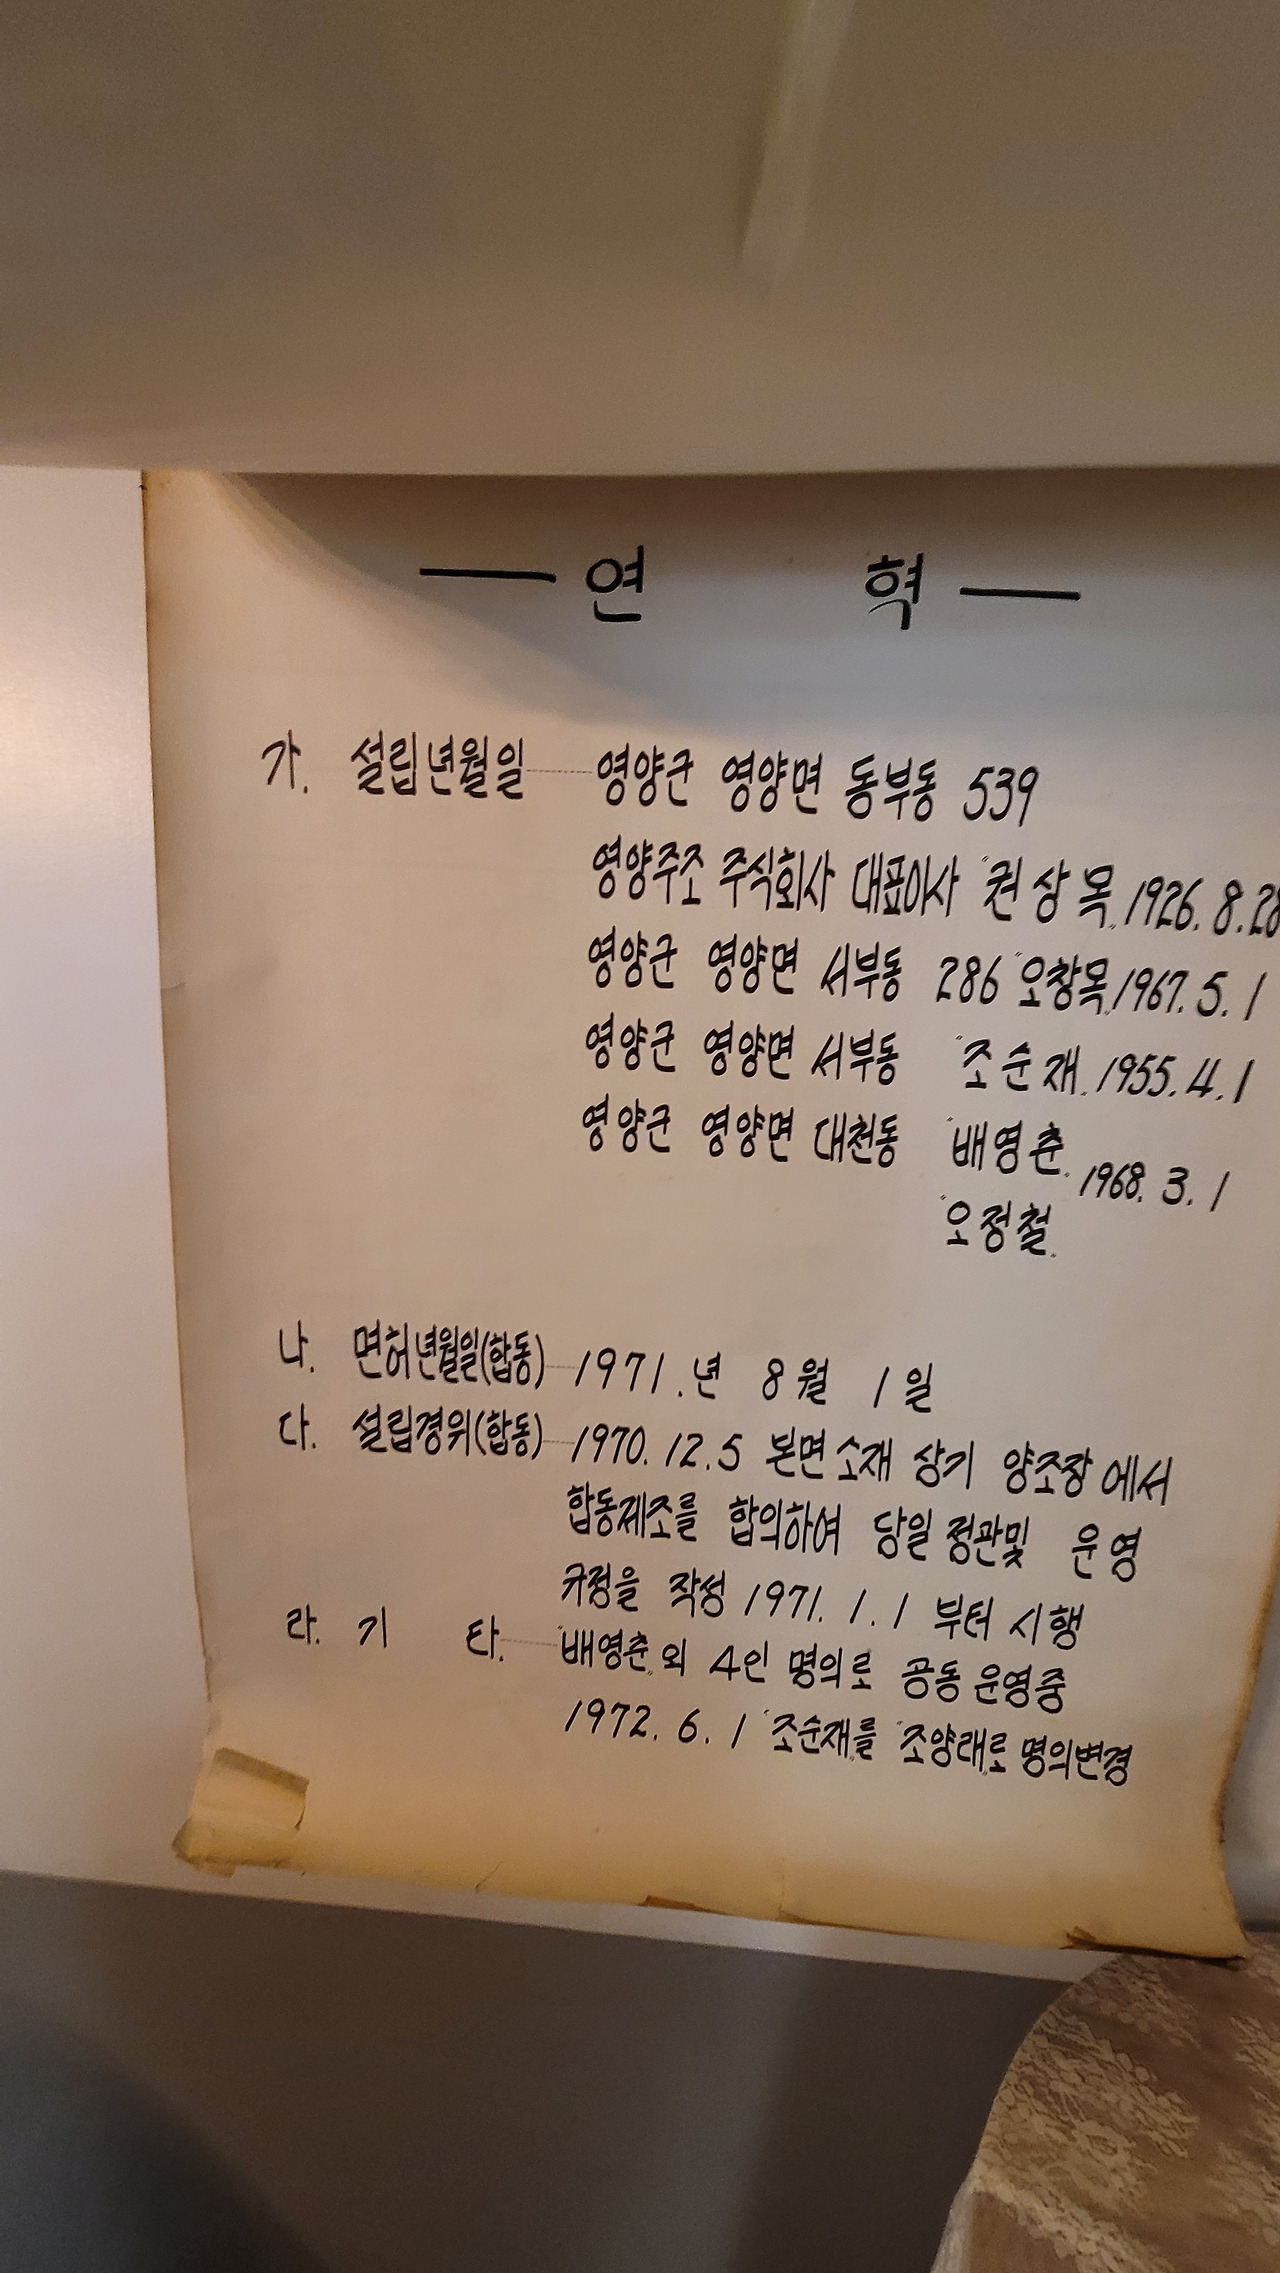 — 연 혁 —
가. 설립년월일 영양군 영양면 동부동 539
영양주조 주식회사 대표이사 "권상목" 1926. 8. 28
영양군 영양면 서부동 286 "오창목" 1967. 5. 1
영양군 영양면 서부동 "조순재" 1955. 4. 1
영양군 영양면 대천동 "배영춘" 1968. 3. 1
"오정철"
나. 면허년월일(합동) 1971. 년 8월 1일
다. 설립경위(합동) 1970. 12. 5 본면 소재 상기 양조장에서
합동제조를 합의하여 당일 정관및 운영
규정을 작성 1971. 1. 1 부터 시행
라. 기 타. 배영춘"외 4인 명의로 공동 운영중
1972. 6. 1 "조순재"를 "조양래"로 명의변경